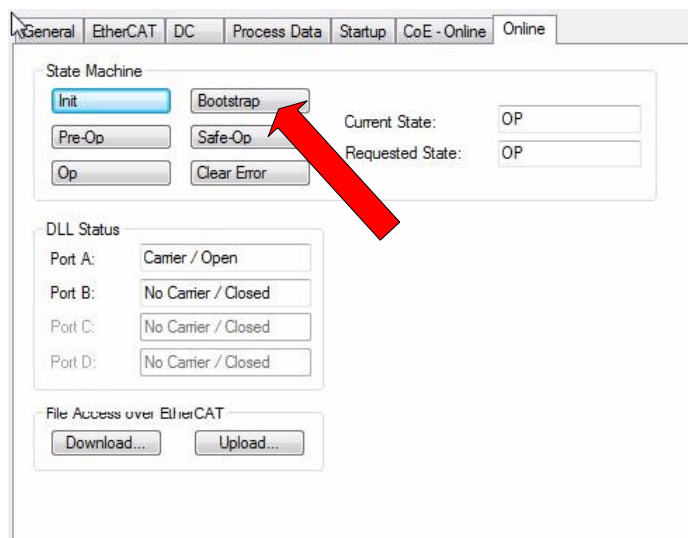 General EtherCAT DC Process Data Startup CoE - Online Online
State Machine
Init Bootstrap
Current State: OP
Pre-Op Safe-Op
Requested State: OP
Op Clear Error
DLL Status
Port A: Carrier / Open
Port B: No Carrier / Closed
Port C: No Carrier / Closed
Port D: No Carrier / Closed
File Access over EtherCAT
Download... Upload...